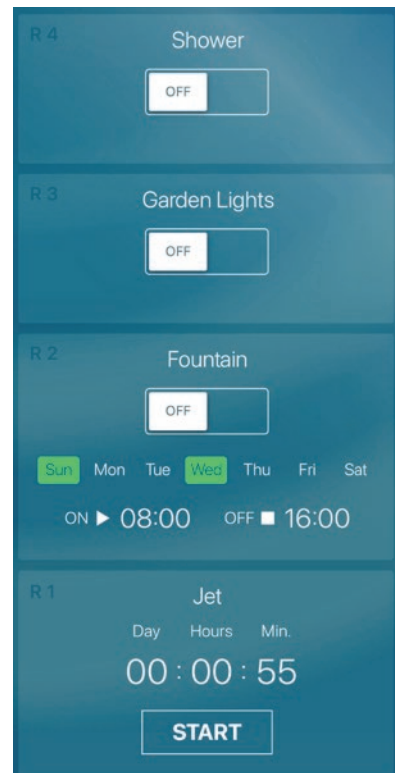 R 4
Shower
OFF
R 3
Garden Lights
OFF
R 2
Fountain
OFF
Sun Mon Tue Wed Thu Fri Sat
ON 08:00 OFF 16:00
R 1
Jet
Day Hours Min.
00 : 00 : 55
START